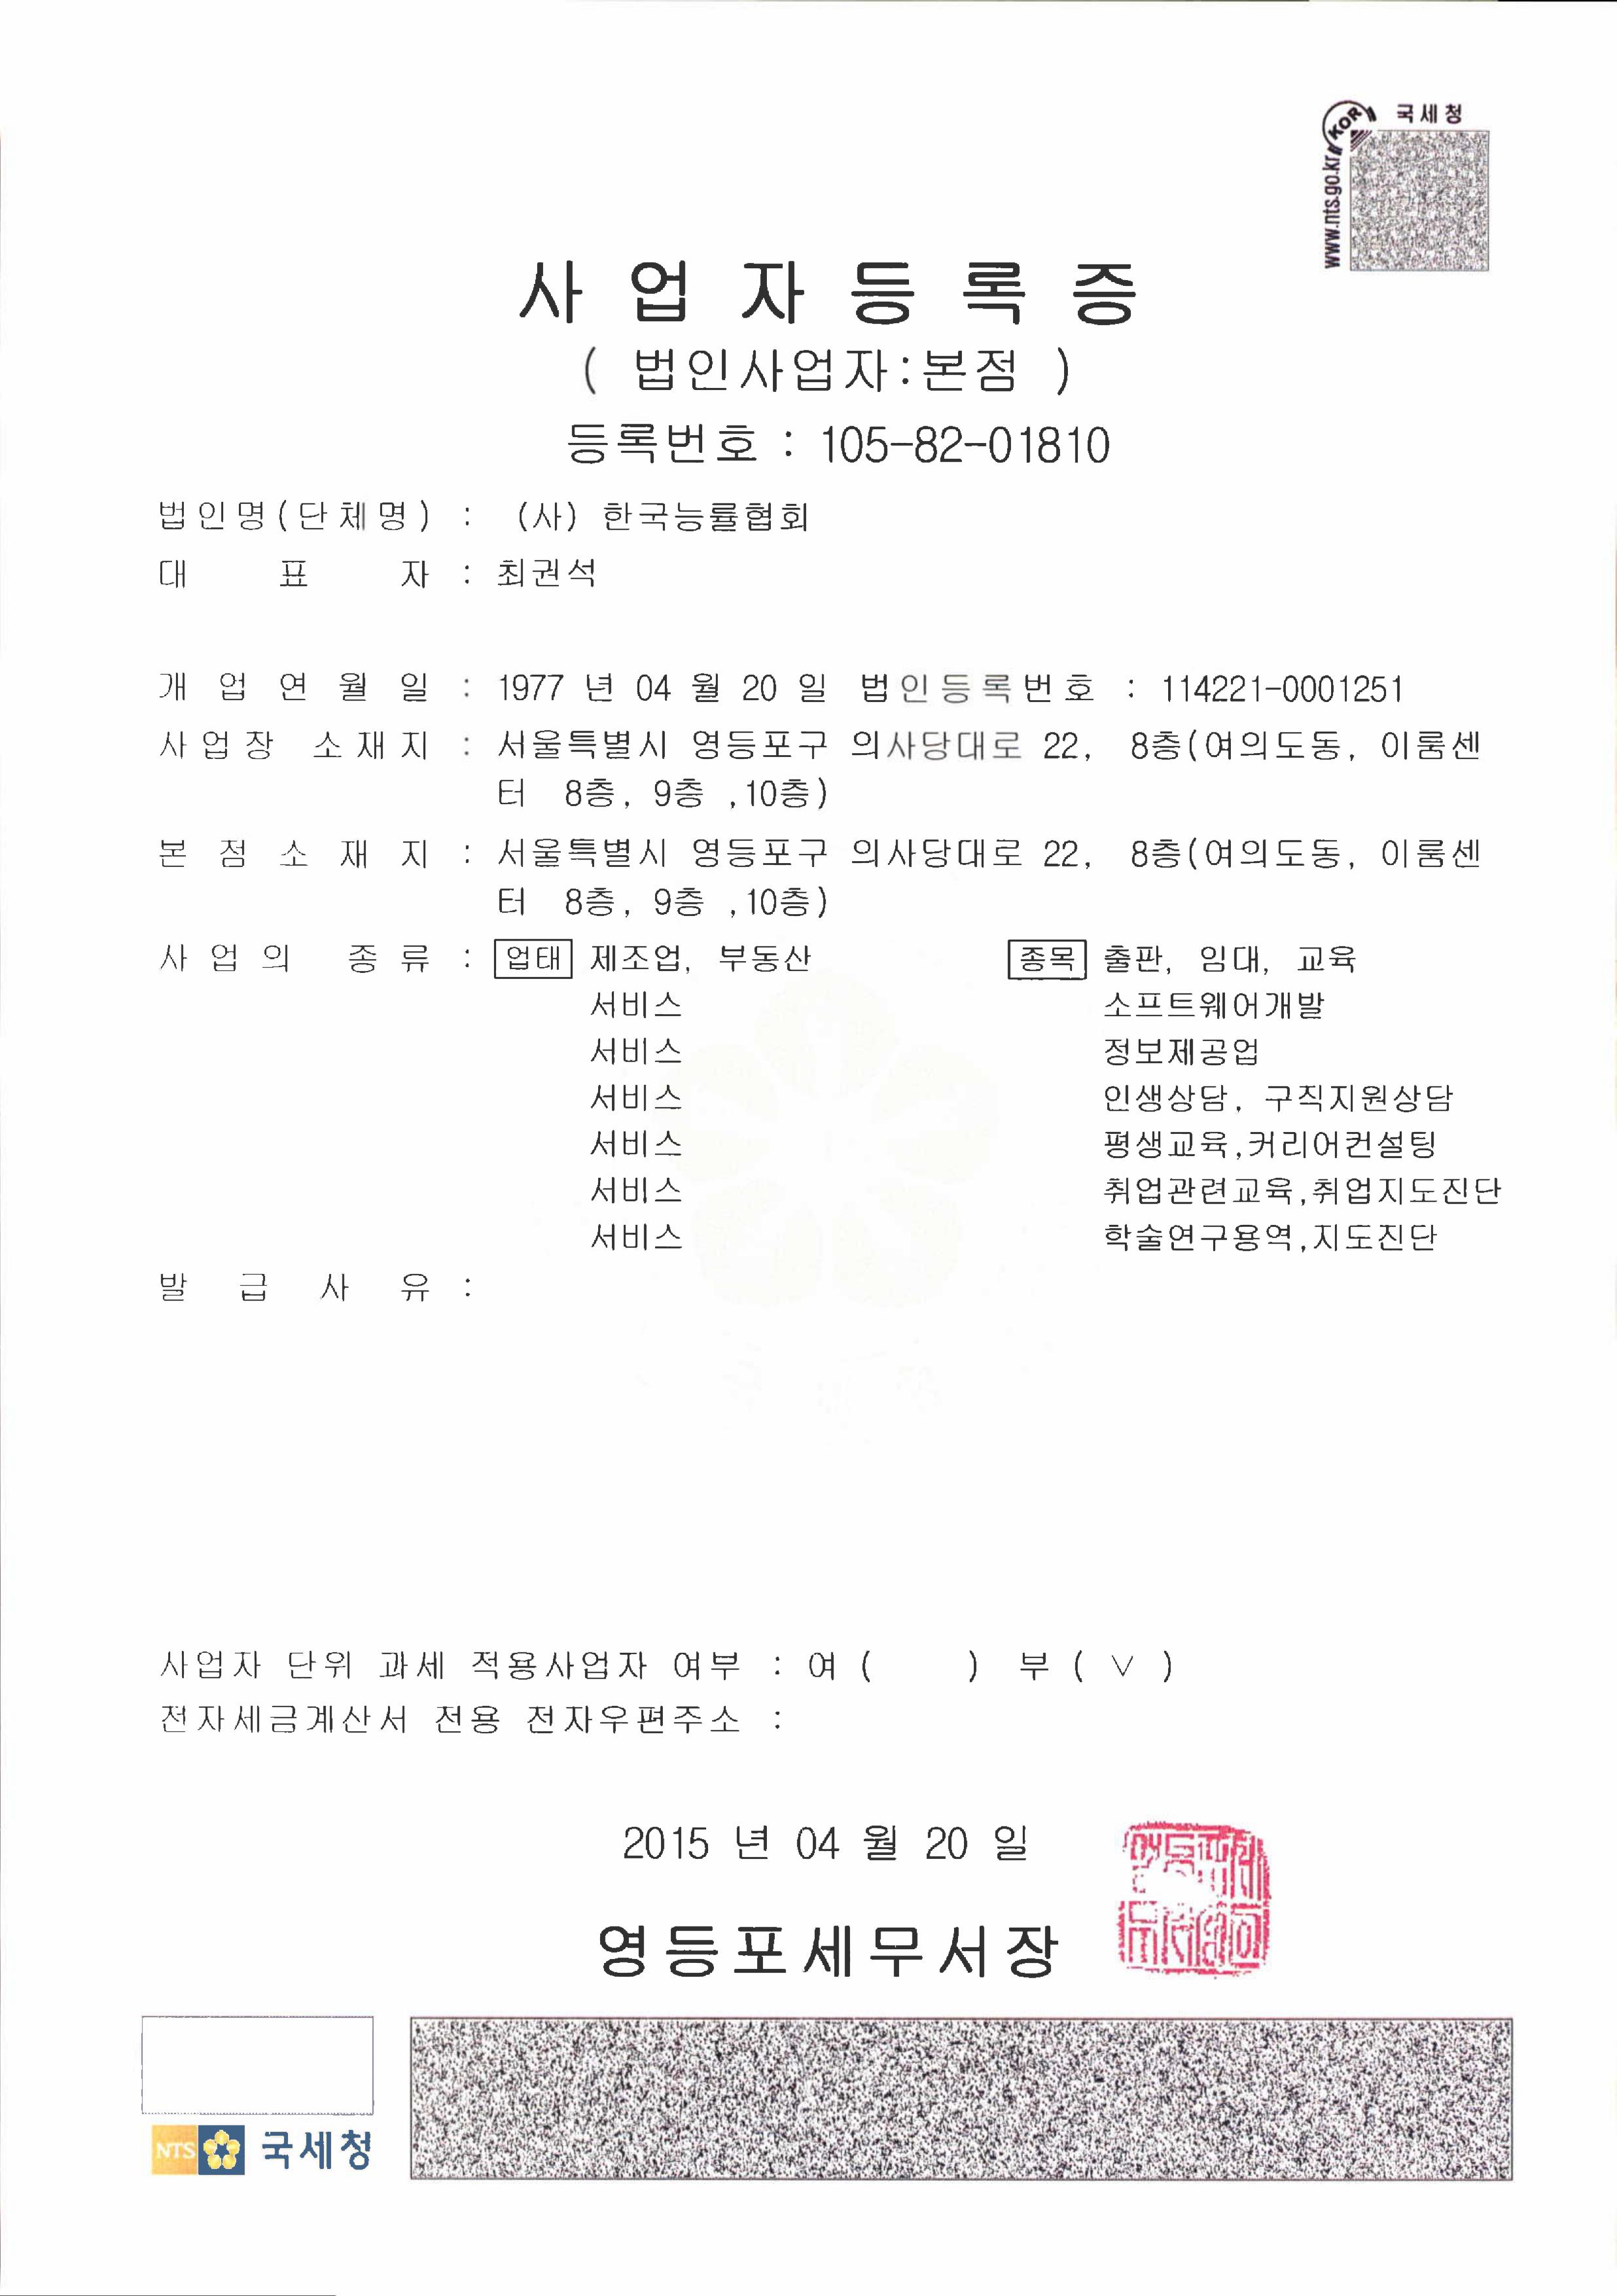 국세청
www.nts.go.kr
KOR
사 업 자 등 록 증
( 법인사업자:본점 )
등록번호 : 105-82-01810
법인명(단체명) : (사) 한국능률협회
대 표 자 : 최권석
개 업 연 월 일 : 1977 년 04 월 20 일 법인등록번호 : 114221-0001251
사업장 소재지 : 서울특별시 영등포구 의사당대로 22, 8층(여의도동, 이룸센
터 8층, 9층 ,10층)
본 점 소 재 지 : 서울특별시 영등포구 의사당대로 22, 8층(여의도동, 이룸센
터 8층, 9층 ,10층)
사 업 의 종 류 : 업태 제조업, 부동산 종목 출판, 임대, 교육
서비스 소프트웨어개발
서비스 정보제공업
서비스 인생상담, 구직지원상담
서비스 평생교육,커리어컨설팅
서비스 취업관련교육,취업지도진단
서비스 학술연구용역,지도진단
발 급 사 유 :
사업자 단위 과세 적용사업자 여부 : 여 ( ) 부 ( ∨ )
전자세금계산서 전용 전자우편주소 :
2015 년 04 월 20 일
영등포세무서장
NTS 국세청